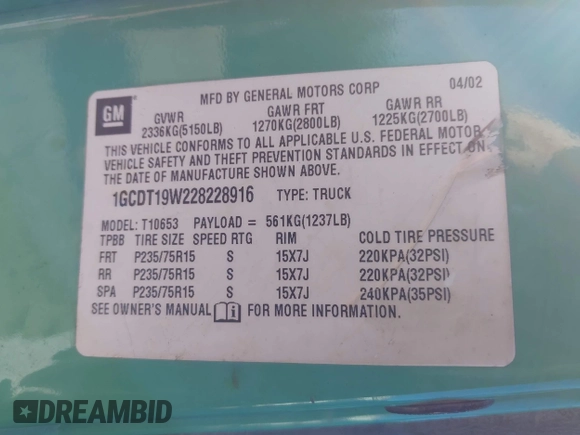 GM
MFD BY GENERAL MOTORS CORP 04/02
GVWR GAWR FRT GAWR RR
2336KG(5150LB) 1270KG(2800LB) 1225KG(2700LB)
THIS VEHICLE CONFORMS TO ALL APPLICABLE U.S. FEDERAL MOTOR
VEHICLE SAFETY AND THEFT PREVENTION STANDARDS IN EFFECT ON
THE DATE OF MANUFACTURE SHOWN ABOVE.
1GCDT19W228228916 TYPE: TRUCK
MODEL: T10653 PAYLOAD = 561KG(1237LB)
TPBB TIRE SIZE SPEED RTG RIM COLD TIRE PRESSURE
FRT P235/75R15 S 15X7J 220KPA(32PSI)
RR P235/75R15 S 15X7J 220KPA(32PSI)
SPA P235/75R15 S 15X7J 240KPA(35PSI)
SEE OWNER'S MANUAL FOR MORE INFORMATION.
DREAMBID